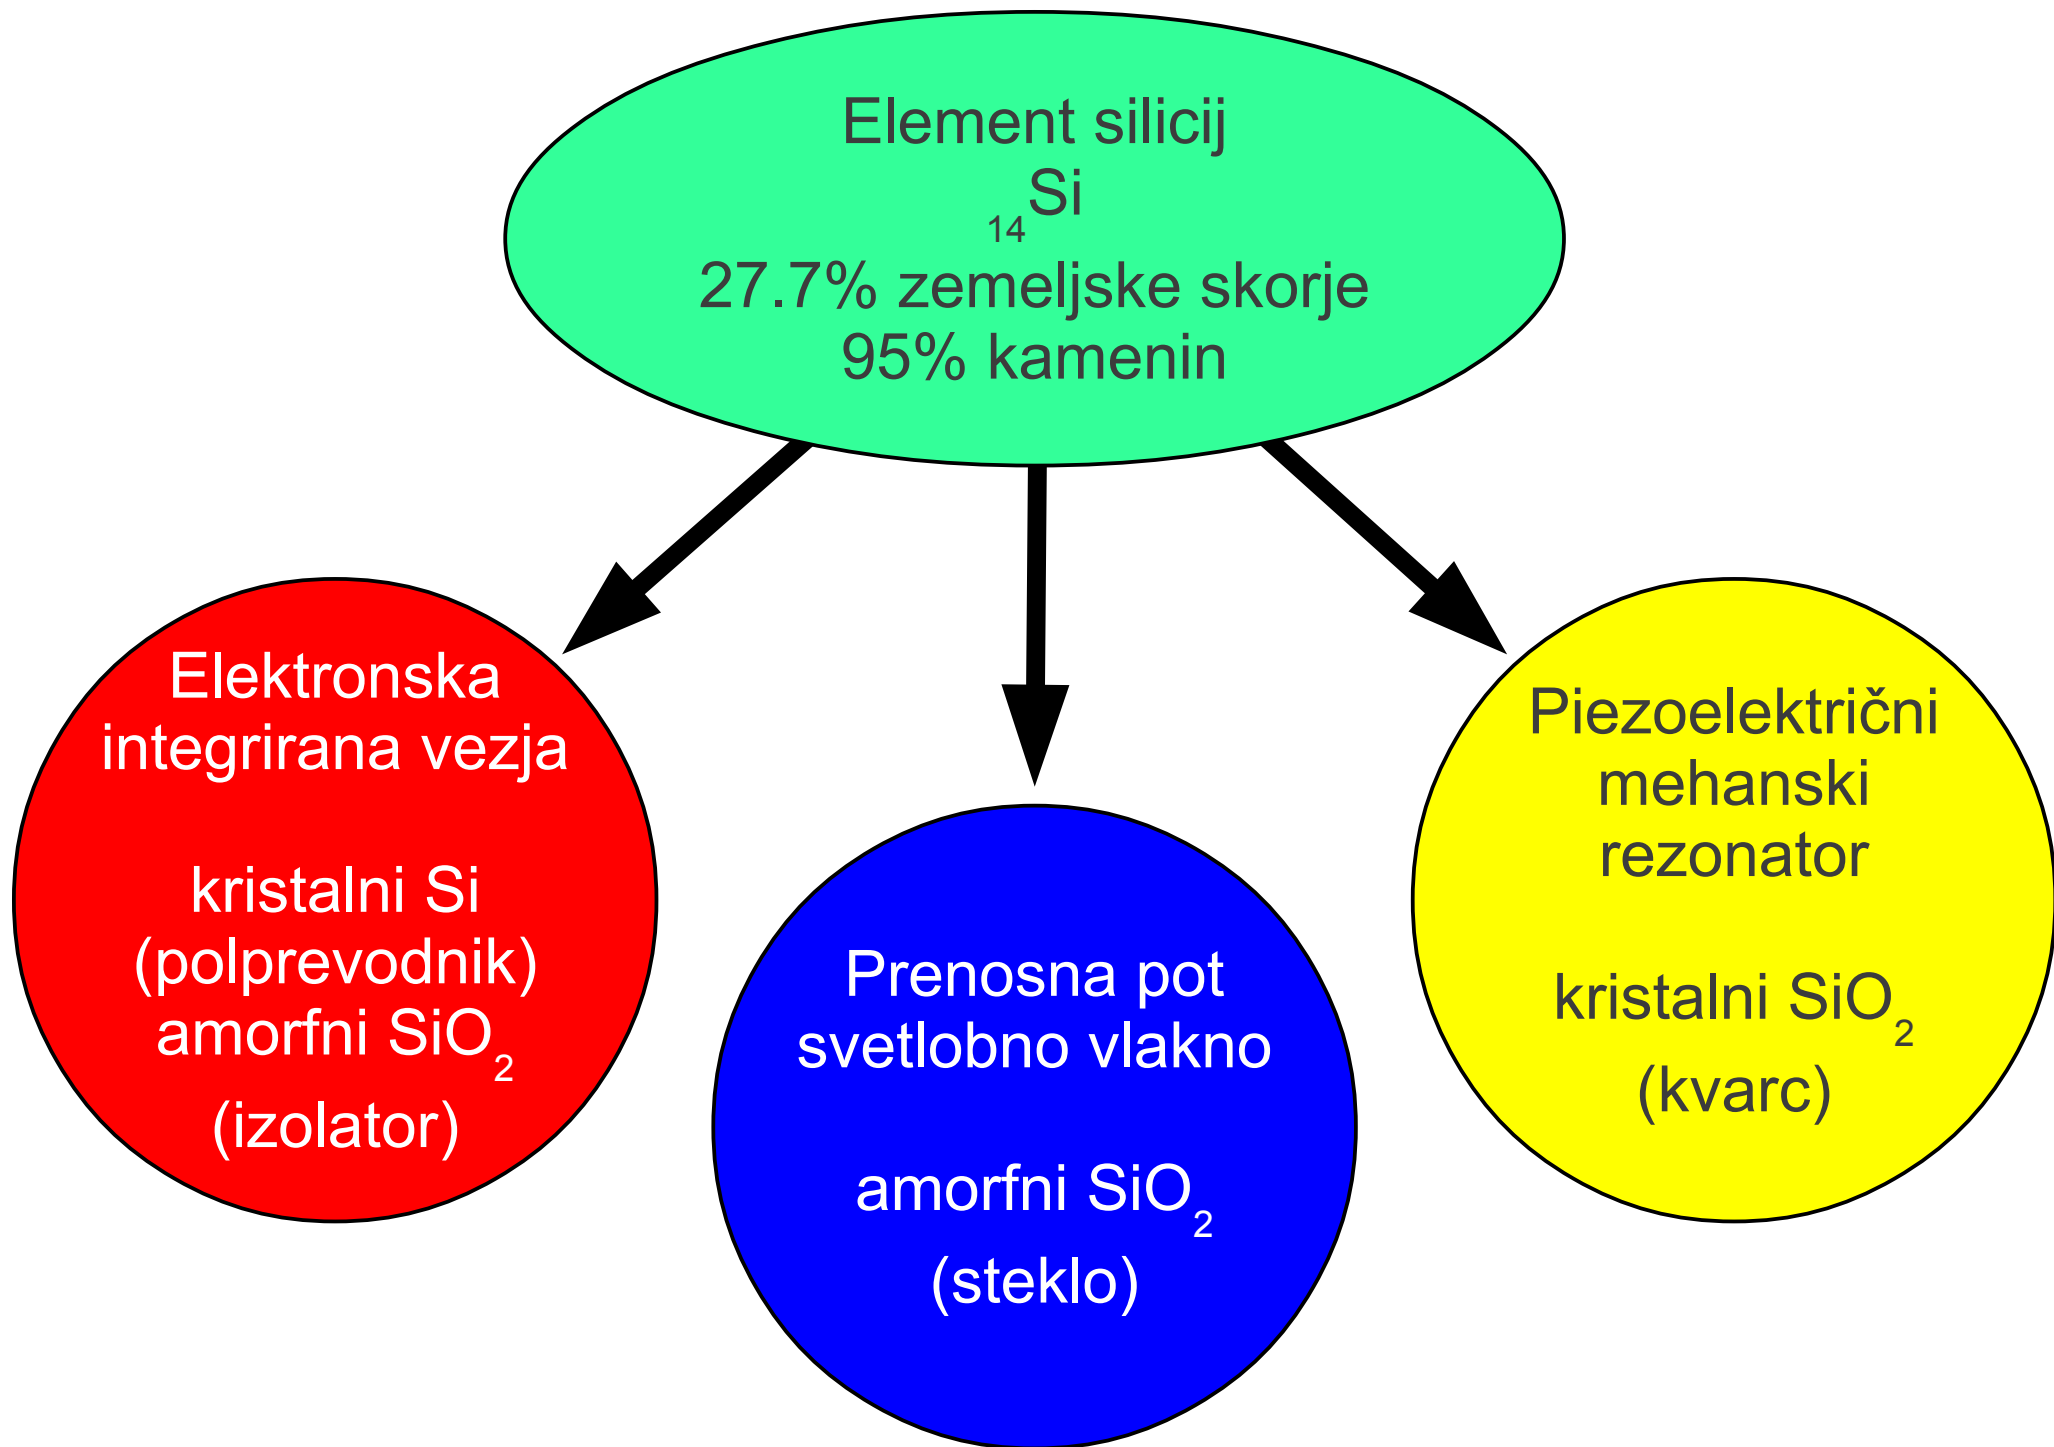 Element silicij
₁₄Si
27.7% zemeljske skorje
95% kamenin
Elektronska
integrirana vezja
kristalni Si
(polprevodnik)
amorfni SiO₂
(izolator)
Prenosna pot
svetlobno vlakno
amorfni SiO₂
(steklo)
Piezoelektrični
mehanski
rezonator
kristalni SiO₂
(kvarc)